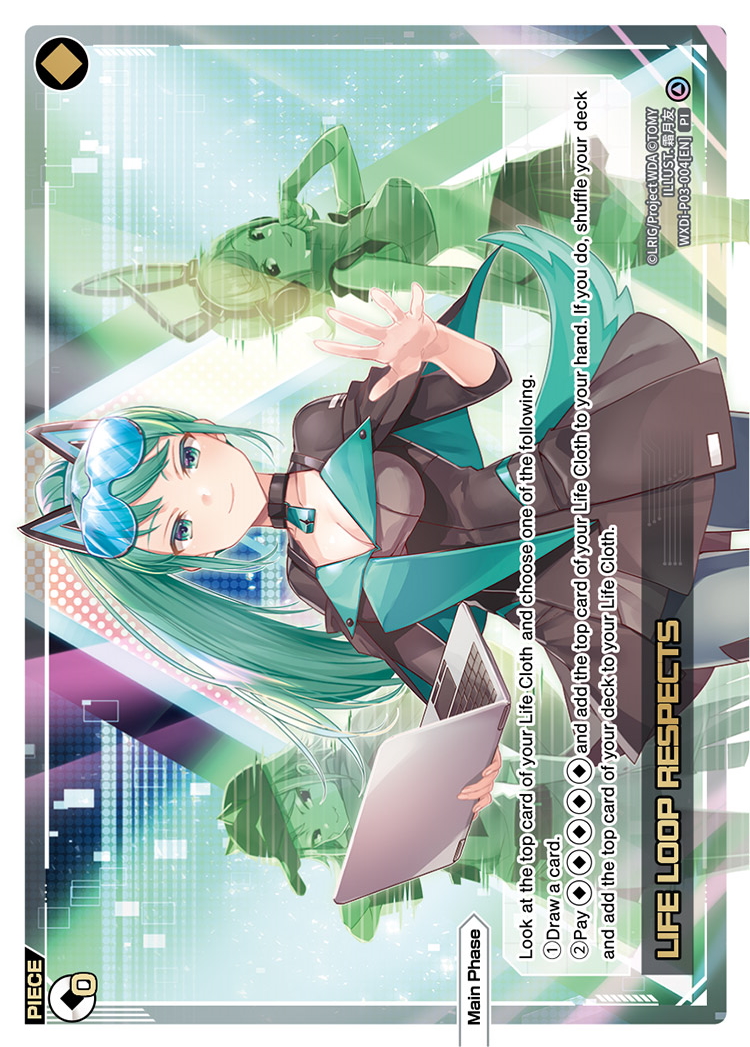 PIECE
0
Main Phase
Look at the top card of your Life Cloth and choose one of the following.
①Draw a card.
②Pay ◆ ◆ ◆ ◆ ◆ and add the top card of your Life Cloth to your hand. If you do, shuffle your deck
and add the top card of your deck to your Life Cloth.
LIFE LOOP RESPECTS
©LRIG/Project WDA ©TOMY
ILLUST. 霜月友
WXDi-P03-004[EN] PI